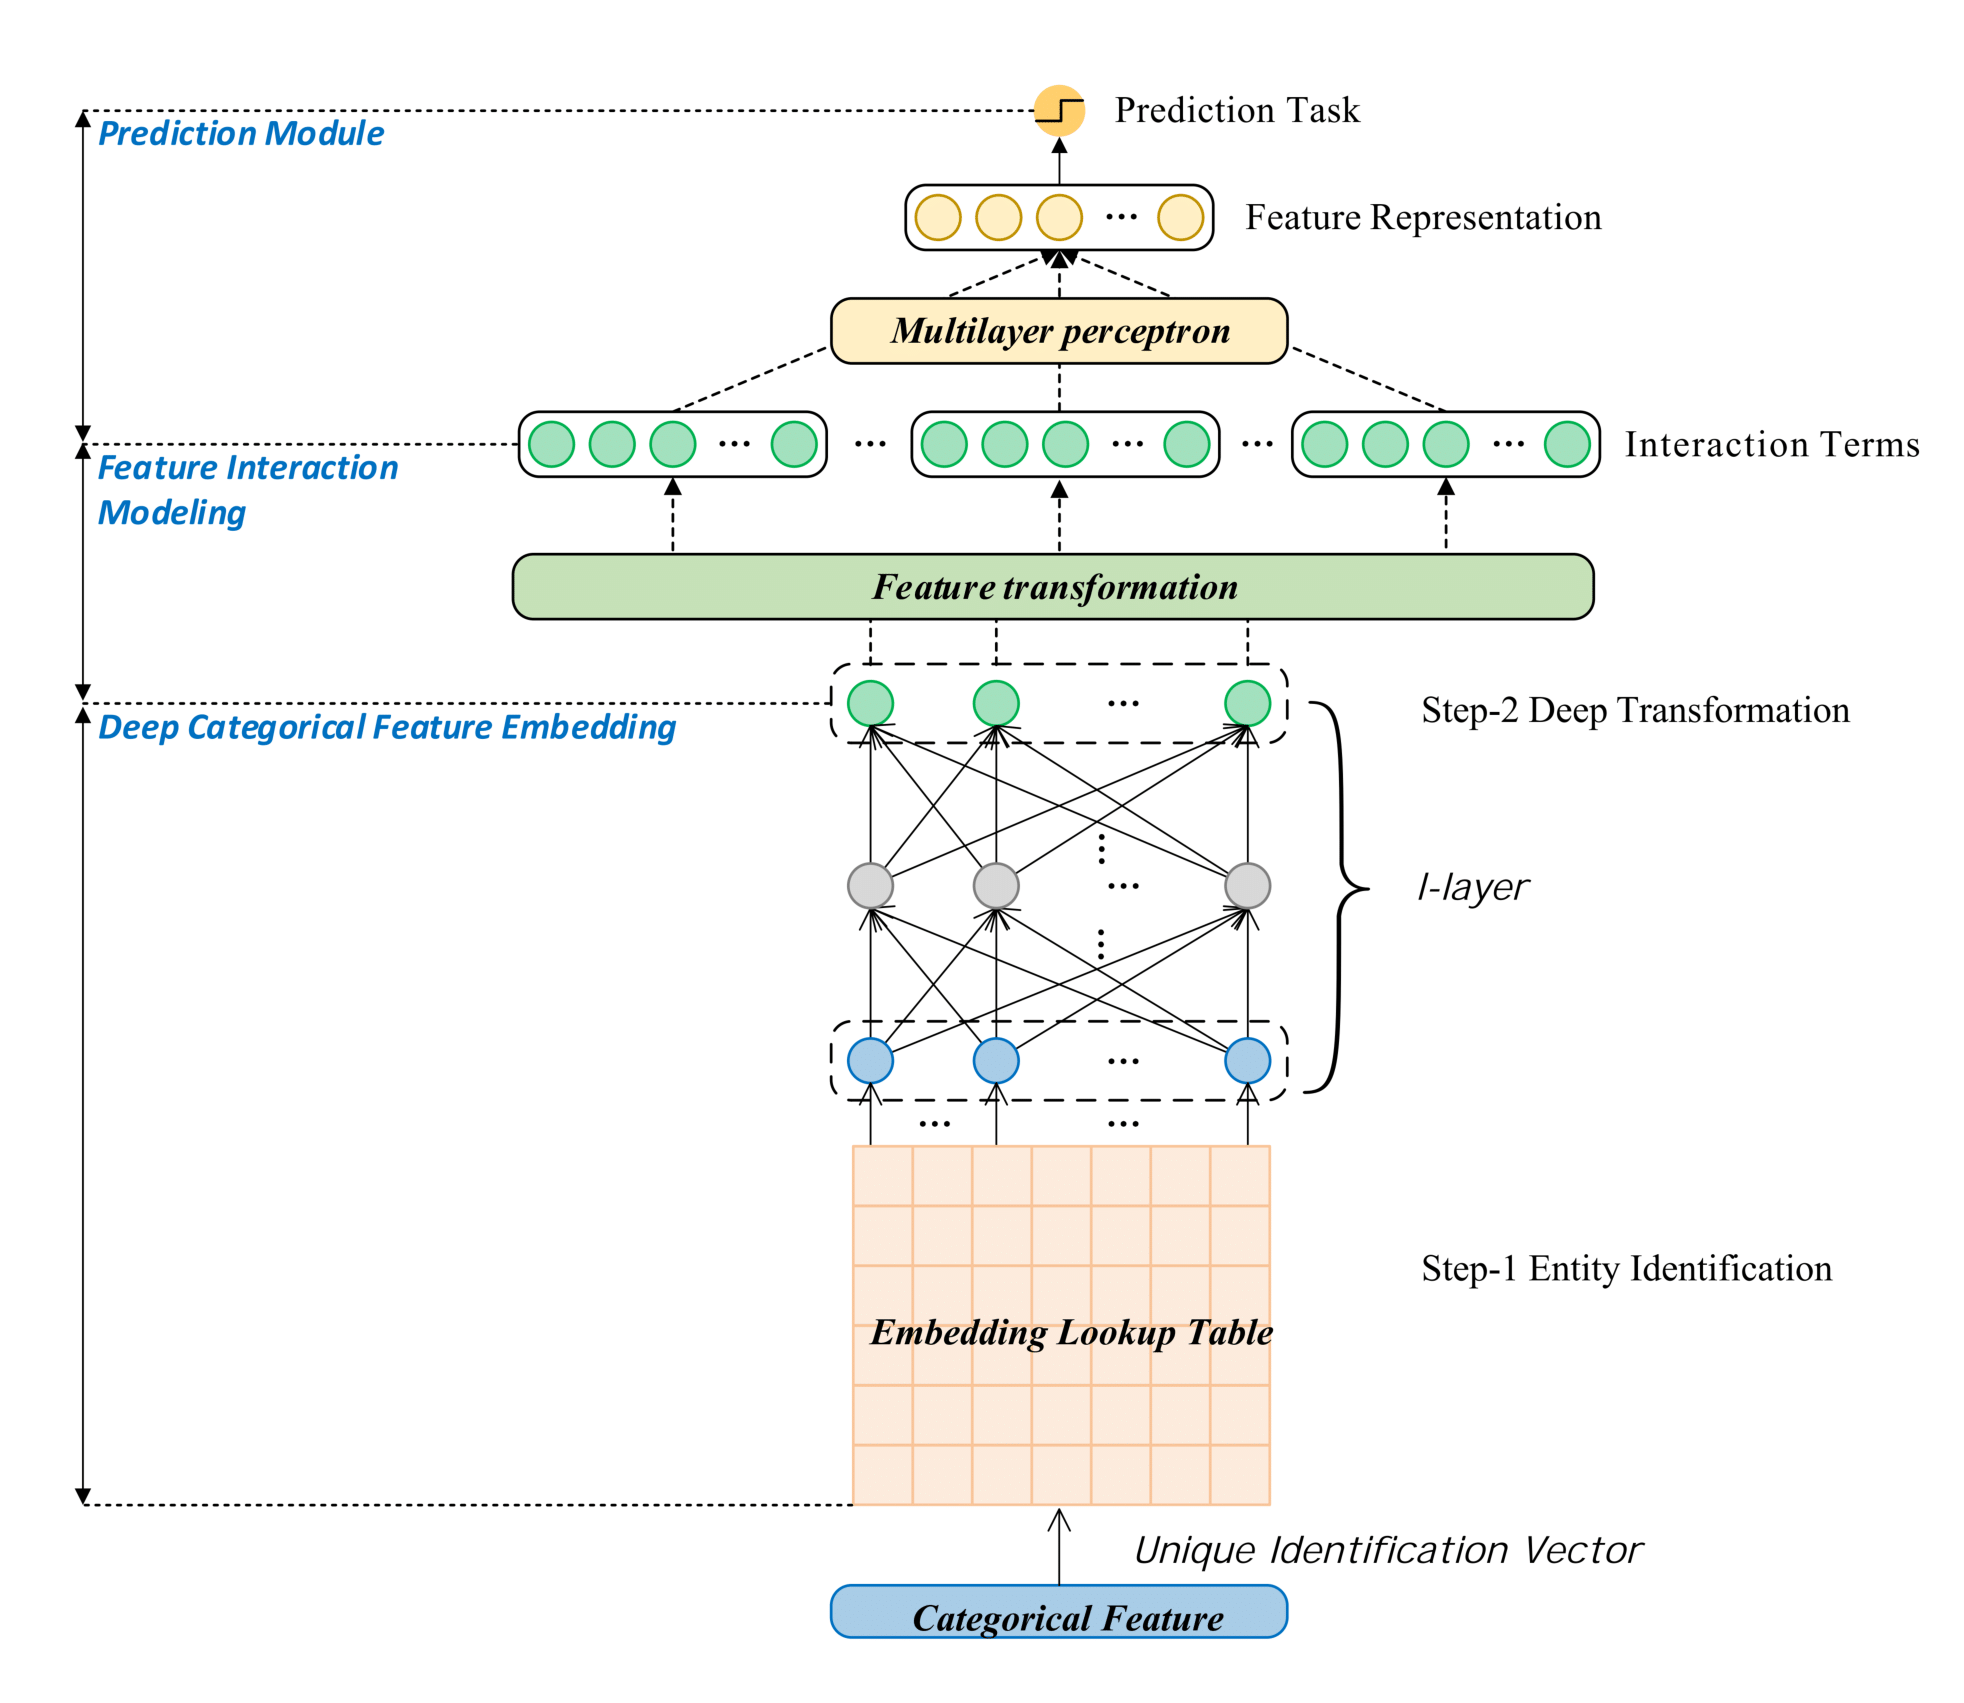 Prediction Task
Prediction Module
Feature Representation
Multilayer perceptron
... 
... ... ... ... ...
Interaction Terms
Feature Interaction
Modeling
Feature transformation
...
Step-2 Deep Transformation
Deep Categorical Feature Embedding
...
...
l-layer
...
...
... ...
Step-1 Entity Identification
Embedding Lookup Table
Unique Identification Vector
Categorical Feature